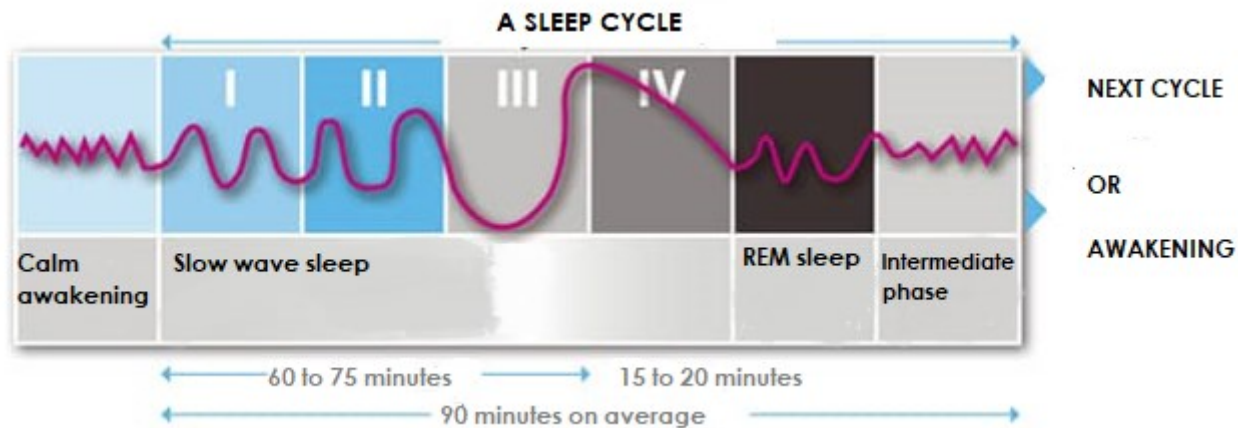 A SLEEP CYCLE
I II III IV
NEXT CYCLE
OR
AWAKENING
Calm
awakening
Slow wave sleep
REM sleep
Intermediate
phase
60 to 75 minutes
15 to 20 minutes
90 minutes on average